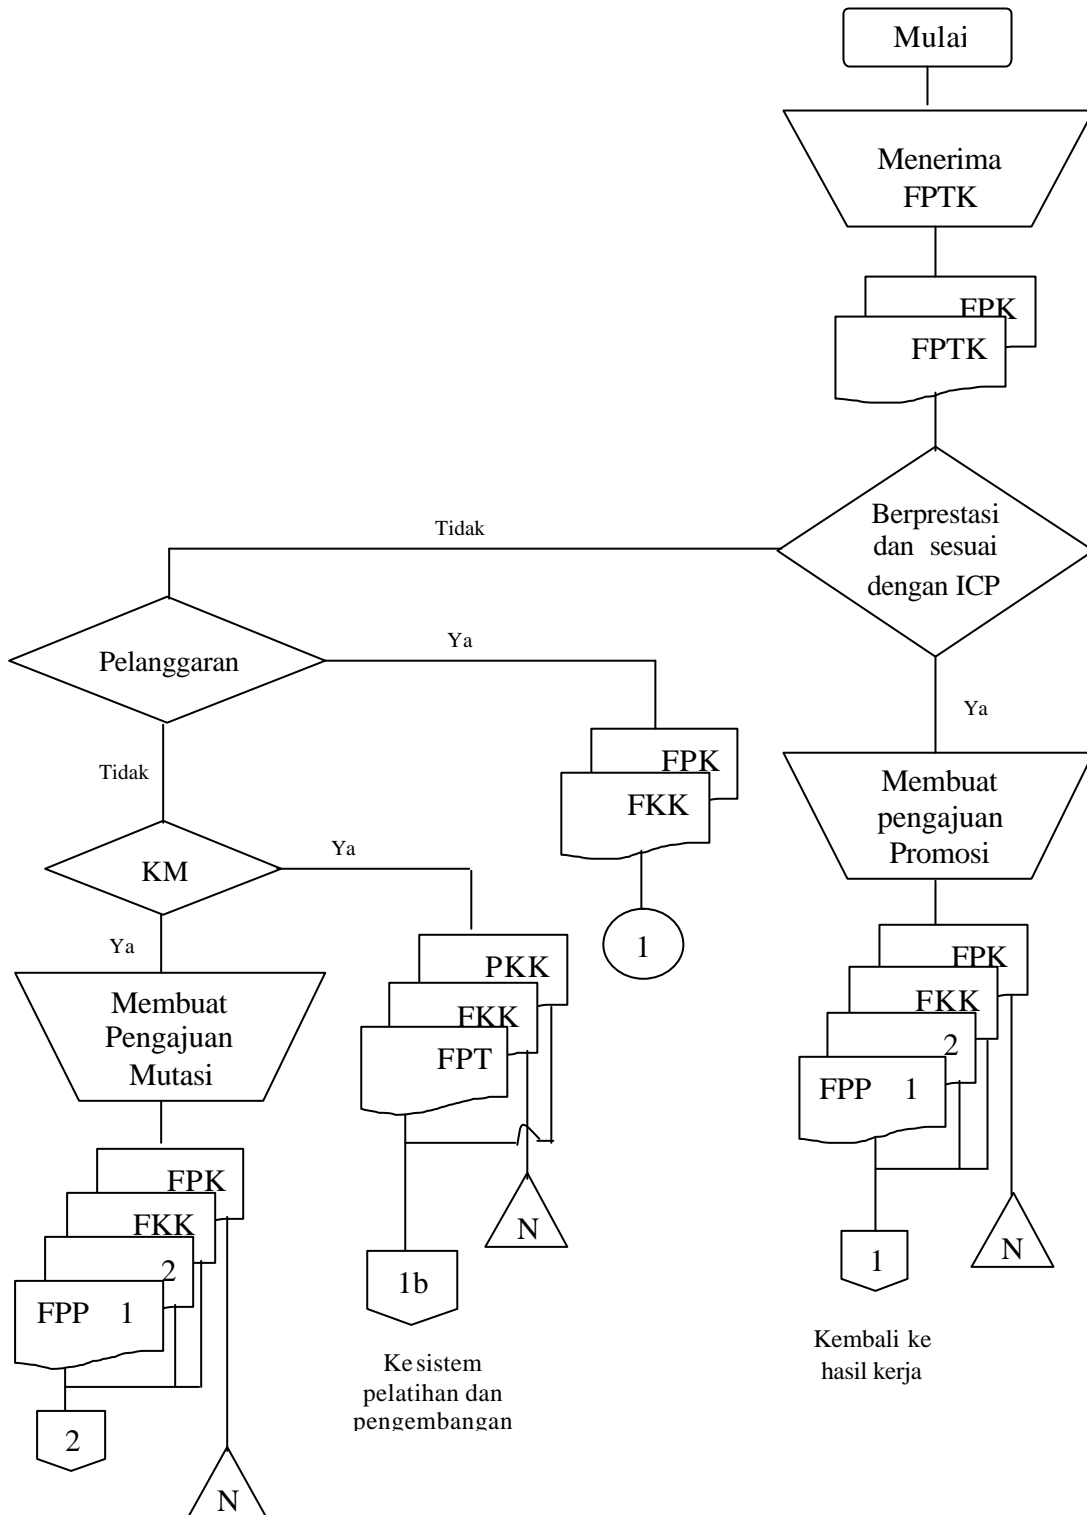 Mulai
Menerima
FPTK
FPK
FPTK
Berprestasi
dan sesuai
dengan ICP
Tidak
Ya
Pelanggaran
Ya
Tidak
FPK
FKK
1
Membuat
pengajuan
Promosi
KM
Ya
Ya
Membuat
Pengajuan
Mutasi
PKK
FKK
FPT
N
1b
Ke sistem
pelatihan dan
pengembangan
FPK
FKK
2
FPP 1
N
1
Kembali ke
hasil kerja
FPK
FKK
2
FPP 1
2
N